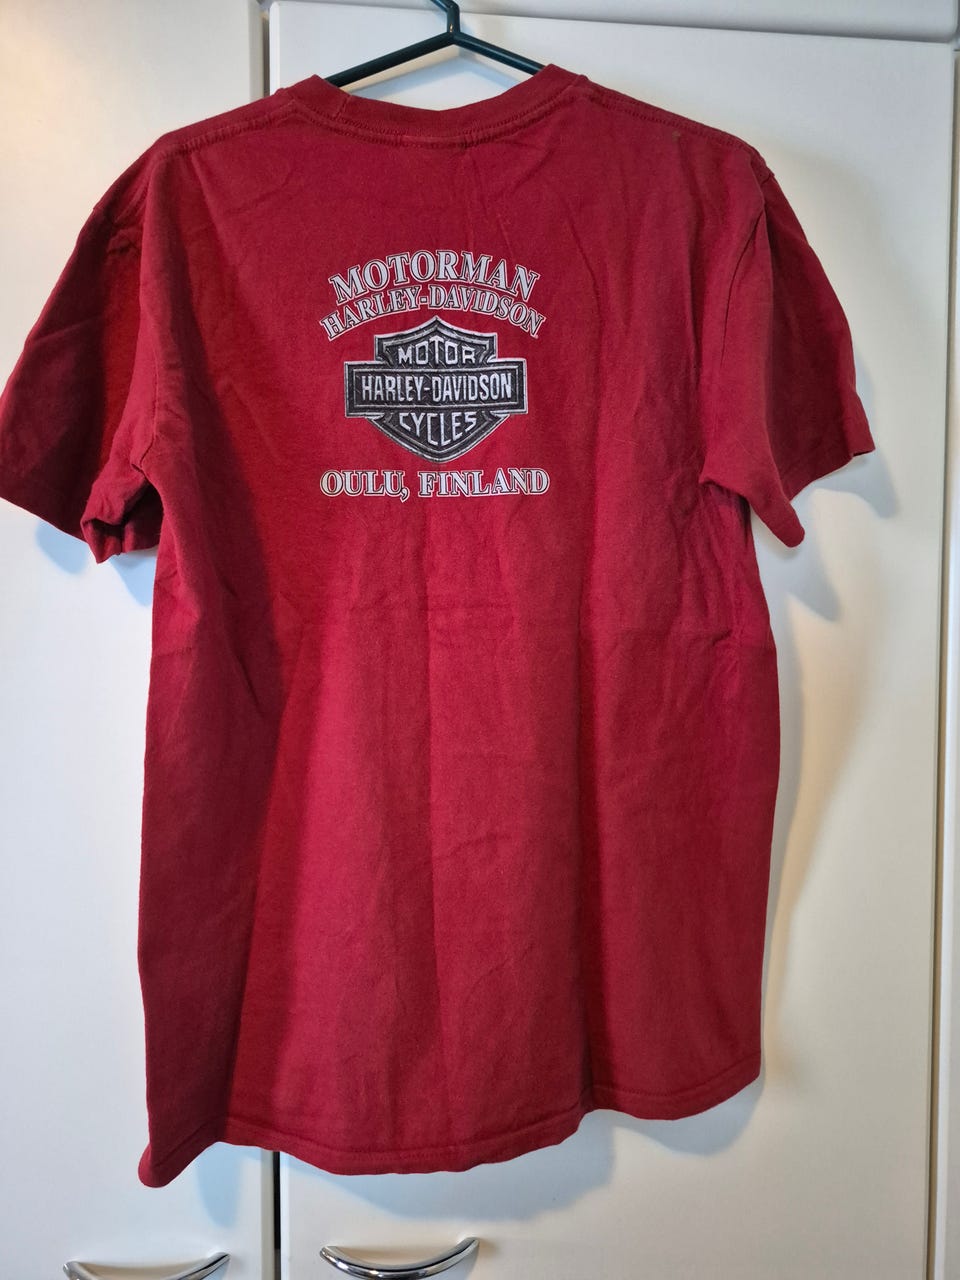 MOTORMAN
HARLEY-DAVIDSON
MOTOR
HARLEY-DAVIDSON
CYCLES
OULU, FINLAND